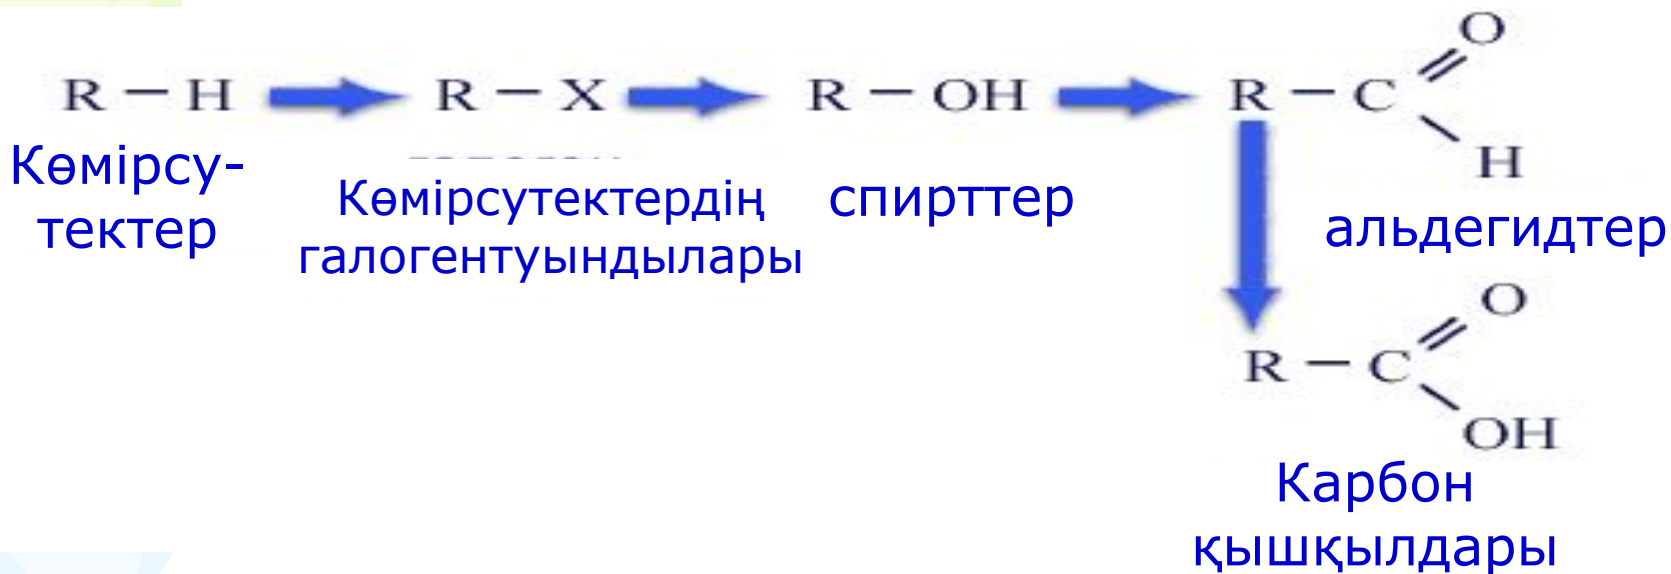 R – H → R – X → R – OH → R – C
O
H
Көмірсу-
тектер
Көмірсутектердің
галогентуындылары
спирттер
альдегидтер
R – C
O
OH
Карбон
қышқылдары